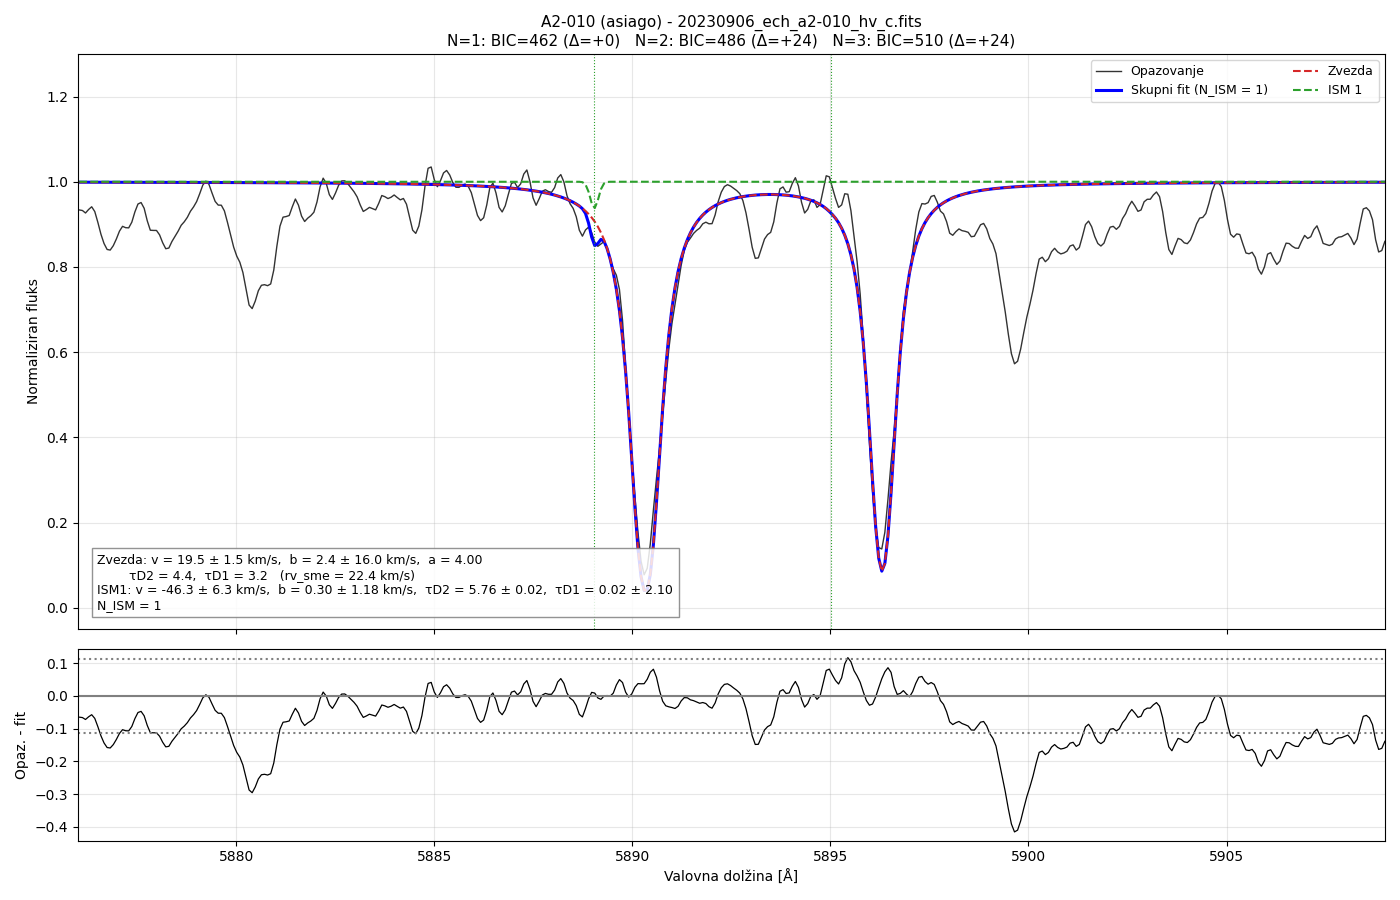 A2-010 (asiago) - 20230906_ech_a2-010_hv_c.fits
N=1: BIC=462 (Δ=+0)   N=2: BIC=486 (Δ=+24)   N=3: BIC=510 (Δ=+24)
Opazovanje
Skupni fit (N_ISM = 1)
Zvezda
ISM 1
Normaliziran fluks
1.2
1.0
0.8
0.6
0.4
0.2
0.0
Zvezda: v = 19.5 ± 1.5 km/s,  b = 2.4 ± 16.0 km/s,  a = 4.00
τD2 = 4.4,  τD1 = 3.2   (rv_sme = 22.4 km/s)
ISM1: v = -46.3 ± 6.3 km/s,  b = 0.30 ± 1.18 km/s,  τD2 = 5.76 ± 0.02,  τD1 = 0.02 ± 2.10
N_ISM = 1
Opaz. - fit
0.1
0.0
−0.1
−0.2
−0.3
−0.4
5880
5885
5890
5895
5900
5905
Valovna dolžina [Å]